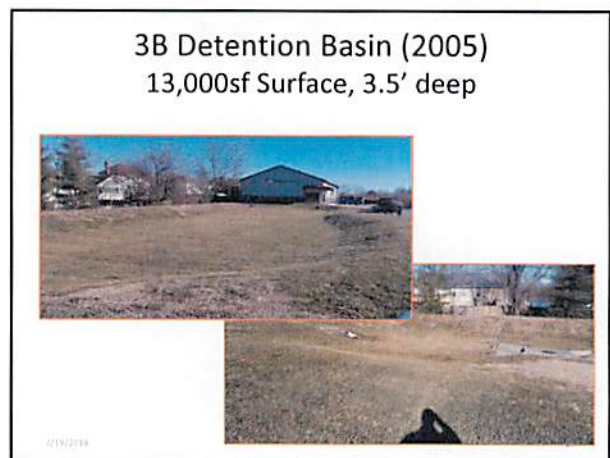 3B Detention Basin (2005)
13,000sf Surface, 3.5' deep